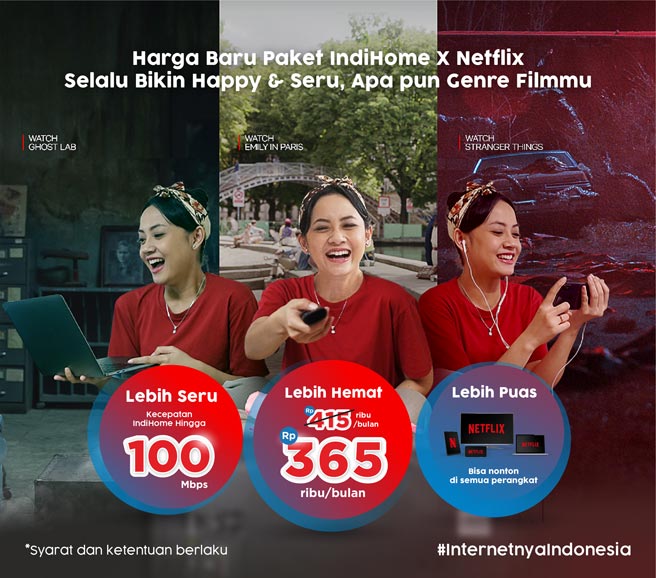 Harga Baru Paket IndiHome X Netflix
Selalu Bikin Happy & Seru, Apa pun Genre Filmmu
WATCH
GHOST LAB
WATCH
EMILY IN PARIS
WATCH
STRANGER THINGS
Lebih Seru
Kecepatan
IndiHome Hingga
100
Mbps
Lebih Hemat
Rp 415 ribu
/bulan
Rp 365
ribu/bulan
Lebih Puas
NETFLIX
N
NETFLIX
NETFLIX
Bisa nonton
di semua perangkat
*Syarat dan ketentuan berlaku
#InternetnyaIndonesia